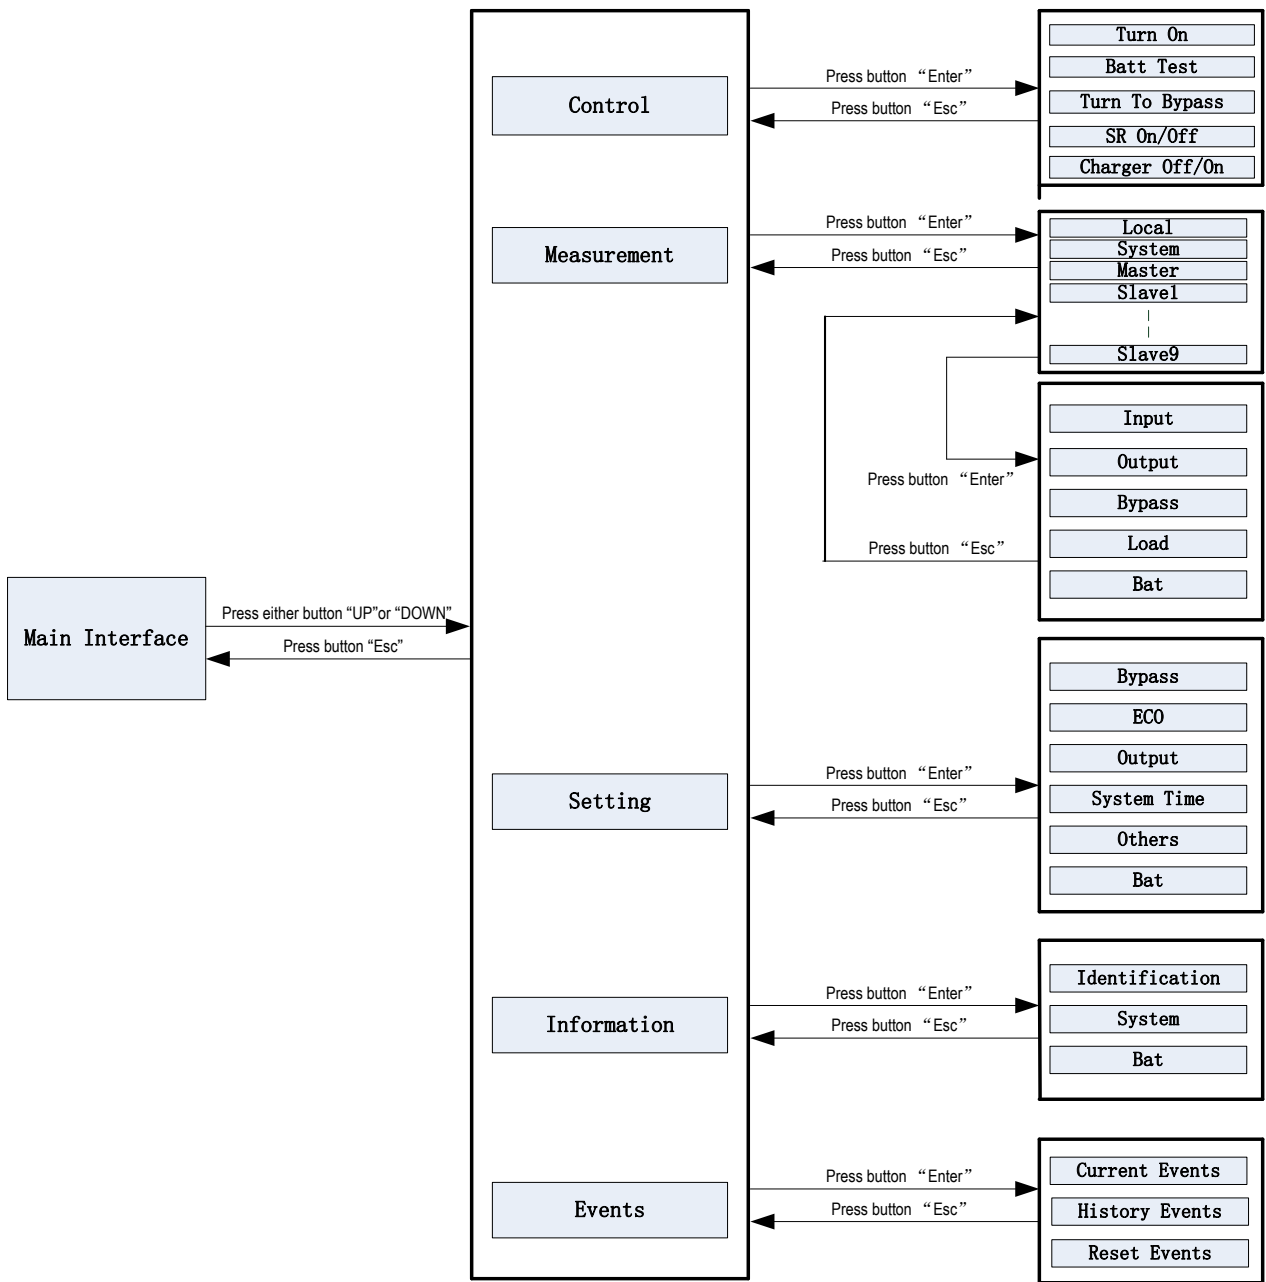 Main Interface
Press either button “UP”or “DOWN”
Press button “Esc”
Control
Press button “Enter”
Press button “Esc”
Turn On
Batt Test
Turn To Bypass
SR On/Off
Charger Off/On
Measurement
Press button “Enter”
Press button “Esc”
Local
System
Master
Slave1
Slave9
Press button “Enter”
Press button “Esc”
Input
Output
Bypass
Load
Bat
Setting
Press button “Enter”
Press button “Esc”
Bypass
ECO
Output
System Time
Others
Bat
Information
Press button “Enter”
Press button “Esc”
Identification
System
Bat
Events
Press button “Enter”
Press button “Esc”
Current Events
History Events
Reset Events